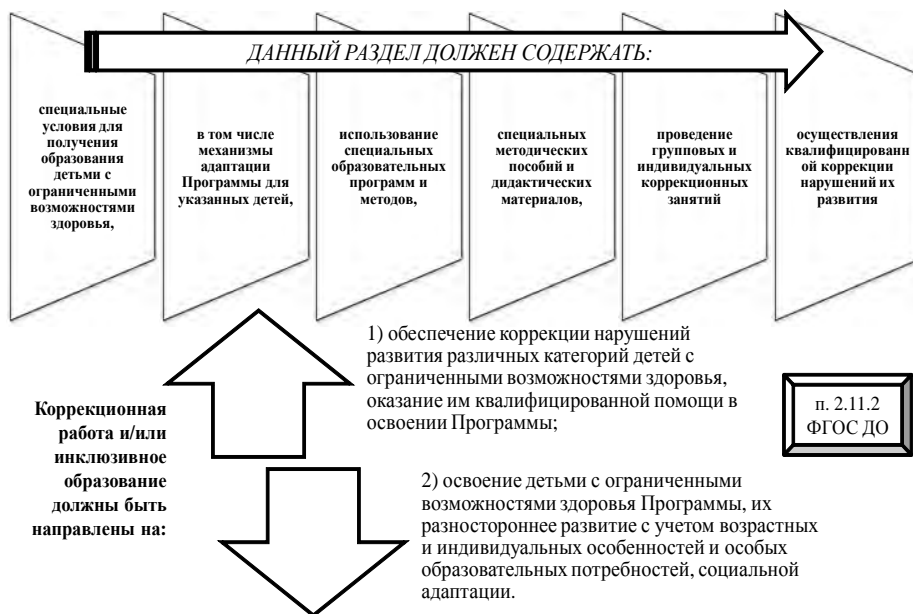 ДАННЫЙ РАЗДЕЛ ДОЛЖЕН СОДЕРЖАТЬ:
специальные
условия для
получения
образования
детьми с
ограниченными
возможностями
здоровья,
в том числе
механизмы
адаптации
Программы для
указанных детей,
использование
специальных
образовательных
программ и
методов,
специальных
методических
пособий и
дидактических
материалов,
проведение
групповых и
индивидуальных
коррекционных
занятий
осуществления
квалифицированн
ой коррекции
нарушений их
развития
Коррекционная
работа и/или
инклюзивное
образование
должны быть
направлены на:
1) обеспечение коррекции нарушений
развития различных категорий детей с
ограниченными возможностями здоровья,
оказание им квалифицированной помощи в
освоении Программы;
п. 2.11.2
ФГОС ДО
2) освоение детьми с ограниченными
возможностями здоровья Программы, их
разностороннее развитие с учетом возрастных
и индивидуальных особенностей и особых
образовательных потребностей, социальной
адаптации.